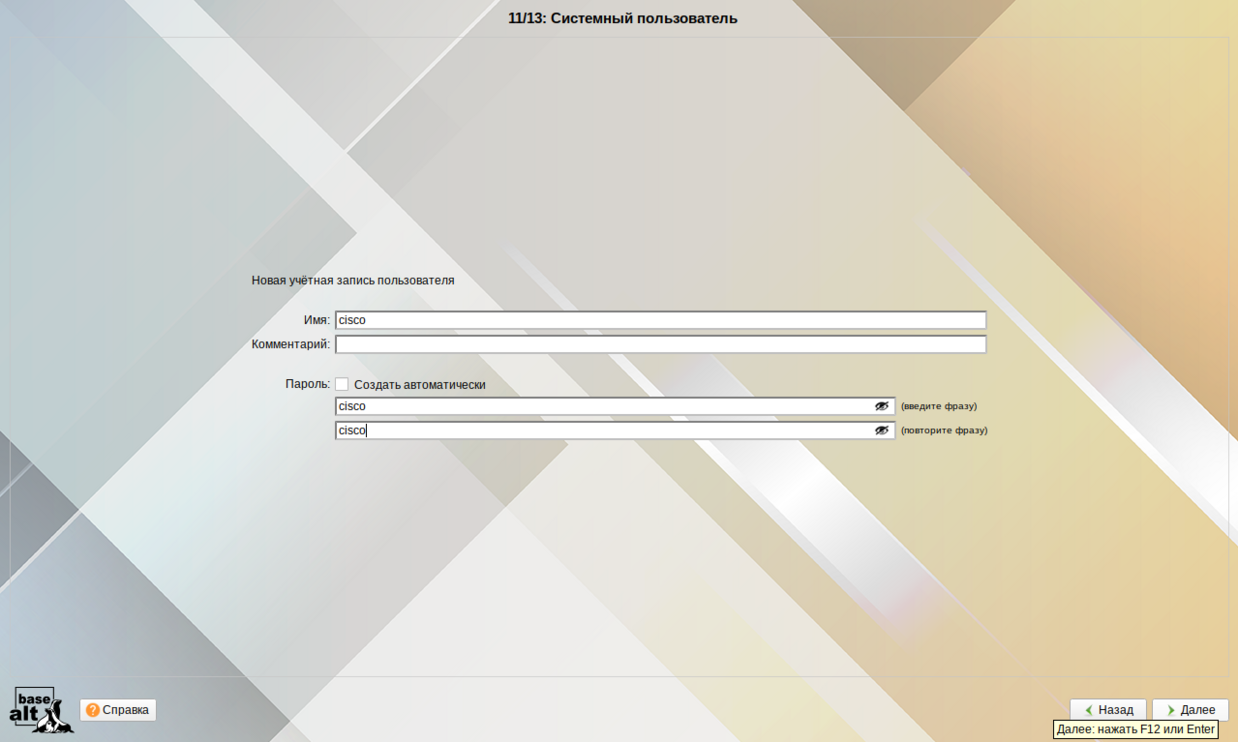 11/13: Системный пользователь
Новая учётная запись пользователя
Имя: cisco
Комментарий:
Пароль: Создать автоматически
cisco (введите фразу)
cisco (повторите фразу)
base
alt
? Справка
Назад
Далее
Далее: нажать F12 или Enter